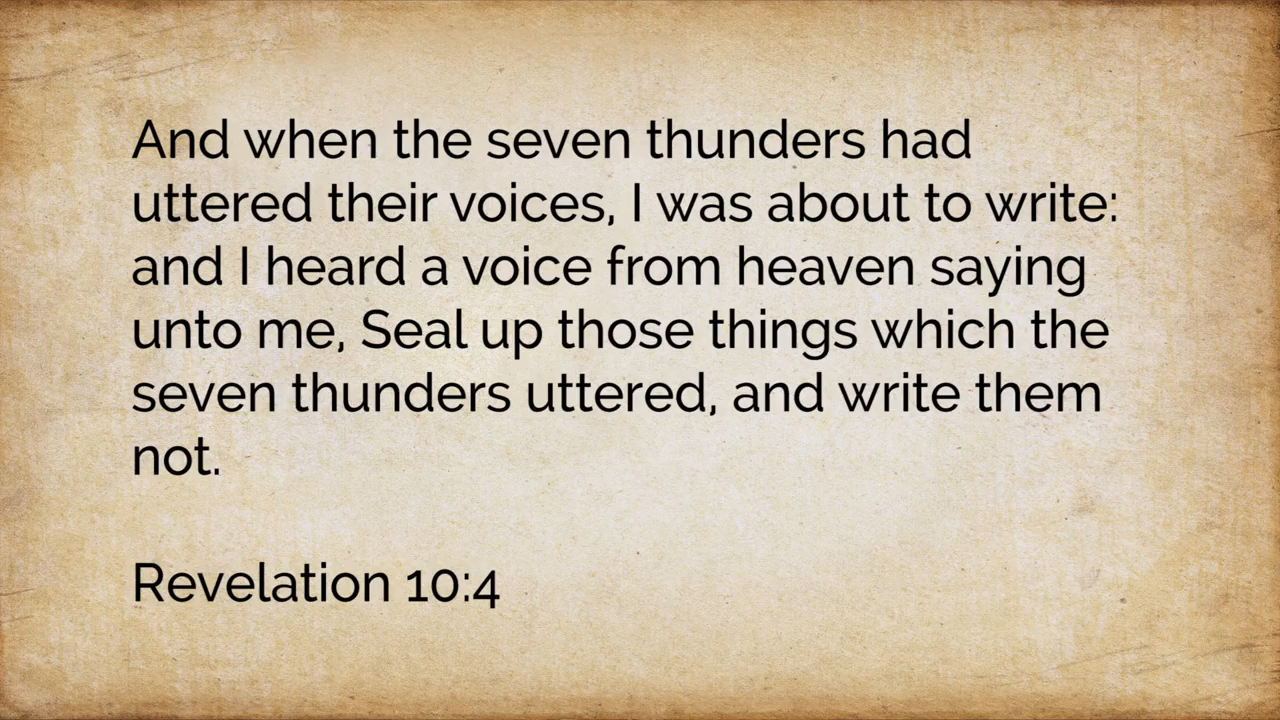 And when the seven thunders had
uttered their voices, I was about to write:
and I heard a voice from heaven saying
unto me, Seal up those things which the
seven thunders uttered, and write them
not.
Revelation 10:4